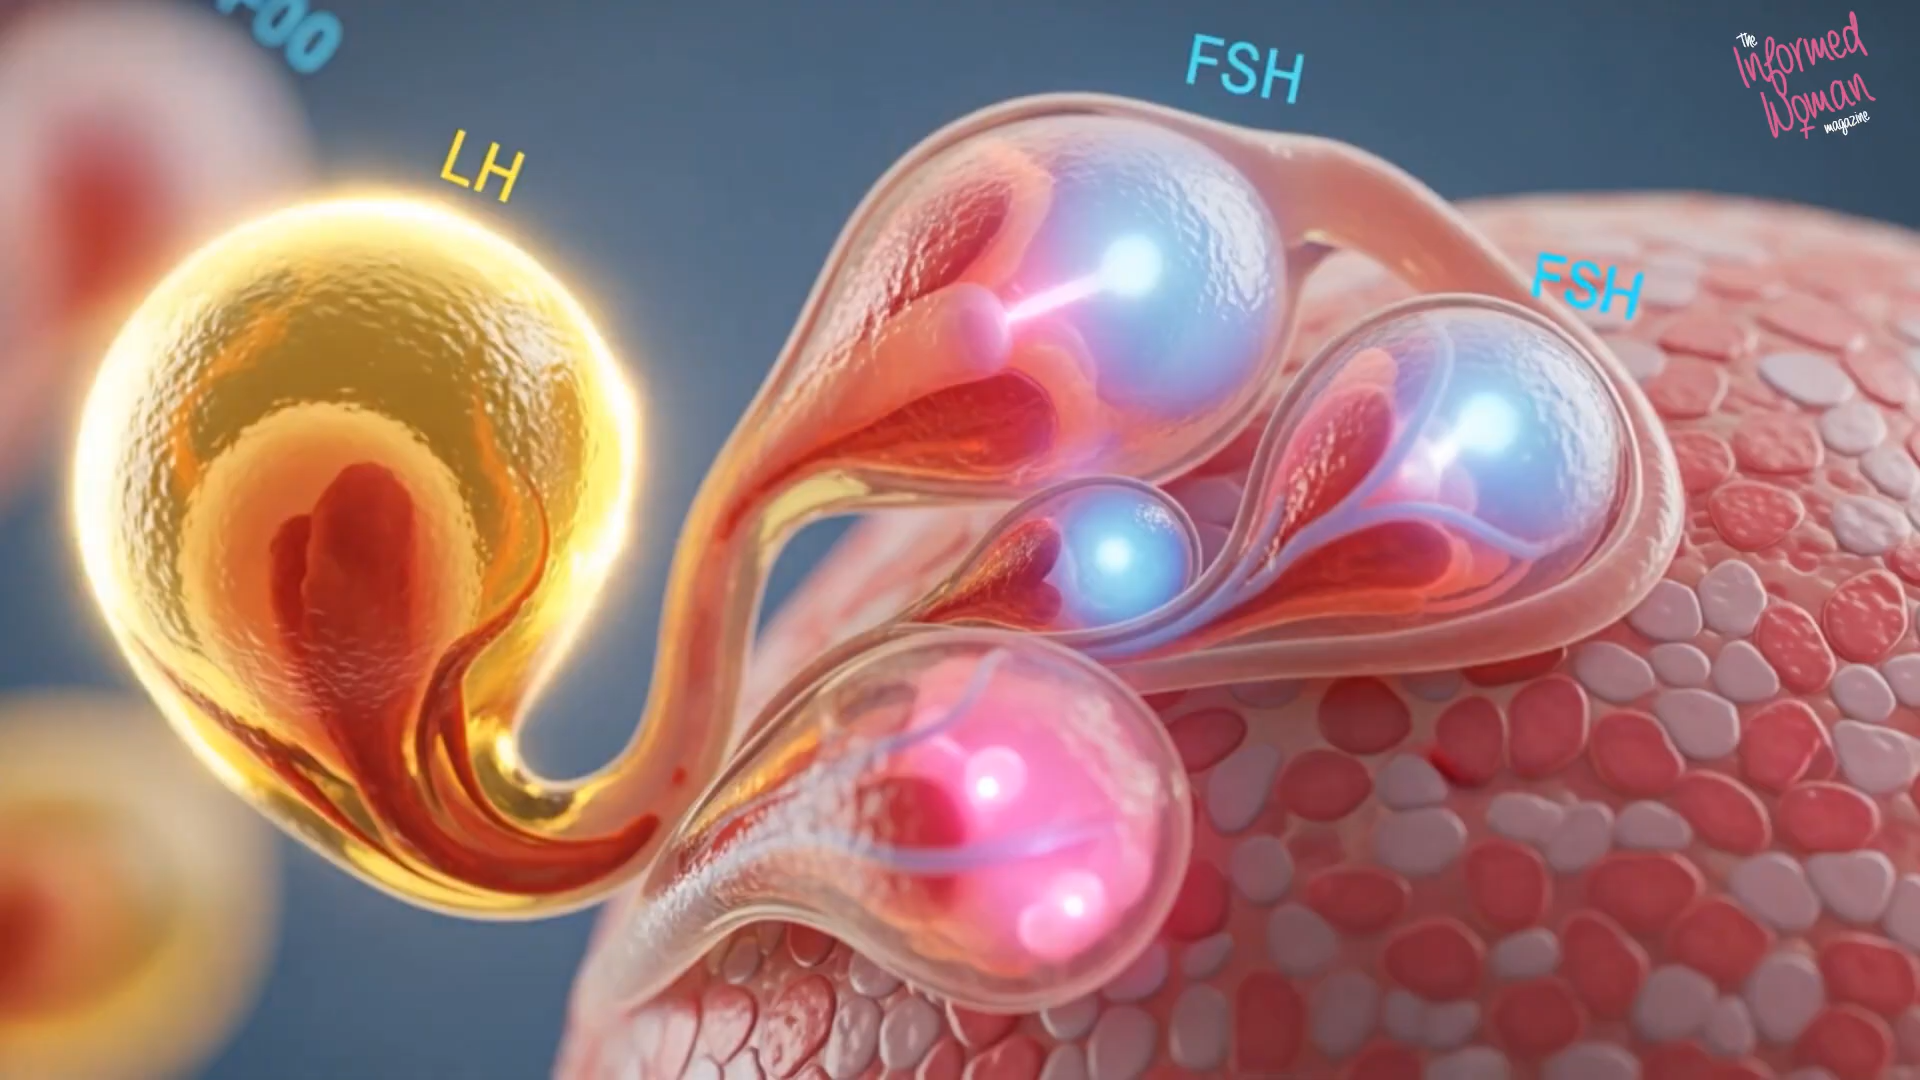 LH
FSH
FSH
The
Informed
Woman
magazine